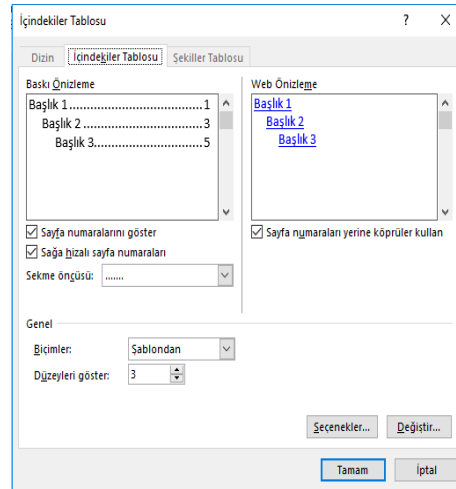 İçindekiler Tablosu ? X
Dizin İçindekiler Tablosu Şekiller Tablosu
Baskı Önizleme
Başlık 1....................................1
Başlık 2 ................................3
Başlık 3.............................5
Web Önizleme
Başlık 1
Başlık 2
Başlık 3
Sayfa numaralarını göster
Sayfa numaraları yerine köprüler kullan
Sağa hizalı sayfa numaraları
Sekme öncüsü: .......
Genel
Biçimler: Şablondan
Düzeyleri göster: 3
Seçenekler... Değiştir...
Tamam İptal